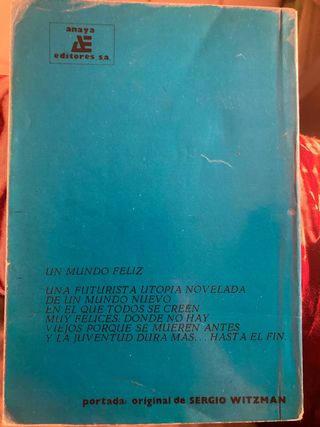 anaya
AE
editores s.a.
UN MUNDO FELIZ
UNA FUTURISTA UTOPIA NOVELADA
DE UN MUNDO NUEVO
EN EL QUE TODOS SE CREEN
MUY FELICES. DONDE NO HAY
VIEJOS PORQUE SE MUEREN ANTES
Y LA JUVENTUD DURA MAS... HASTA EL FIN.
portada: original de SERGIO WITZMAN